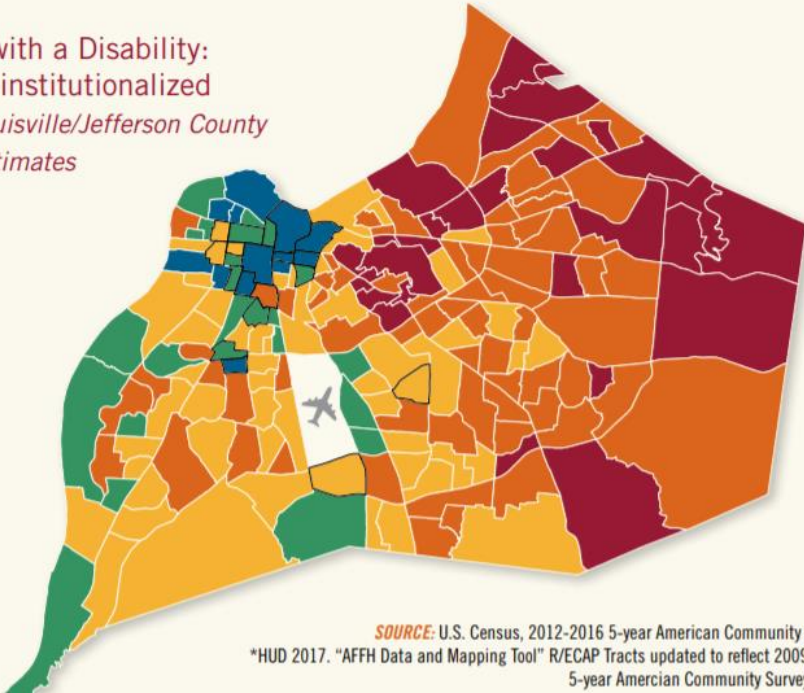 with a Disability:
institutionalized
uisville/Jefferson County
timates
SOURCE: U.S. Census, 2012-2016 5-year American Community
*HUD 2017. “AFFH Data and Mapping Tool” R/ECAP Tracts updated to reflect 2009
5-year Amercian Community Survey